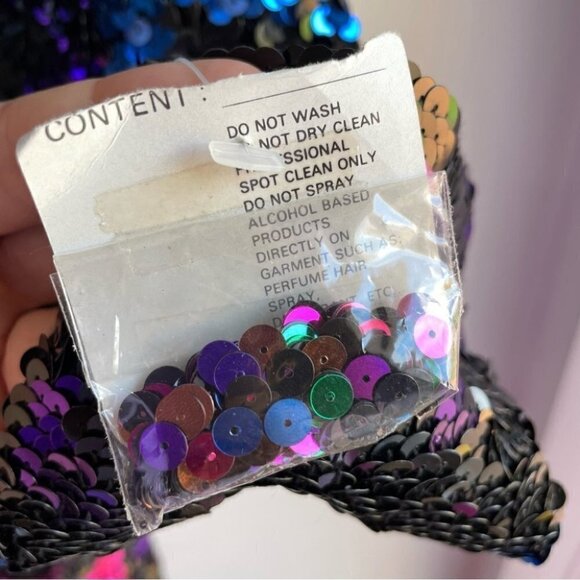 CONTENT:
DO NOT WASH
NOT DRY CLEAN
SPOT CLEAN ONLY
DO NOT SPRAY
ALCOHOL BASED
PRODUCTS
DIRECTLY ON
GARMENT SUCH AS:
PERFUME HAIR
SPRAY,
ETC.